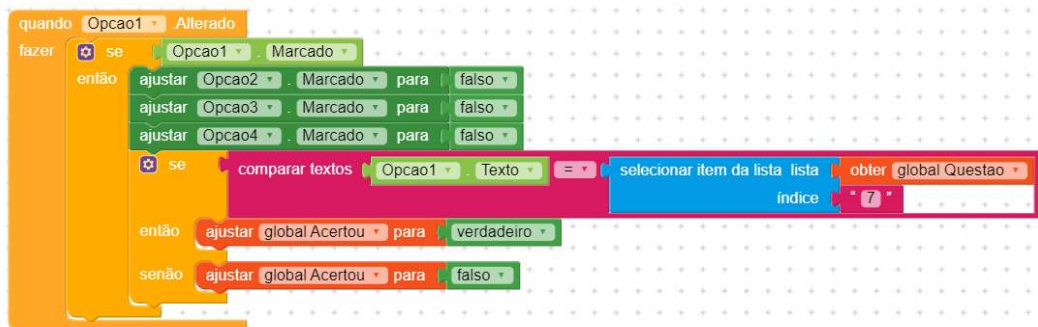 quando Opcao1 .Alterado
fazer se Opcao1 . Marcado
então ajustar Opcao2 . Marcado para falso
ajustar Opcao3 . Marcado para falso
ajustar Opcao4 . Marcado para falso
se comparar textos Opcao1 . Texto = selecionar item da lista lista obter global Questao
índice " 7 "
então ajustar global Acertou para verdadeiro
senão ajustar global Acertou para falso